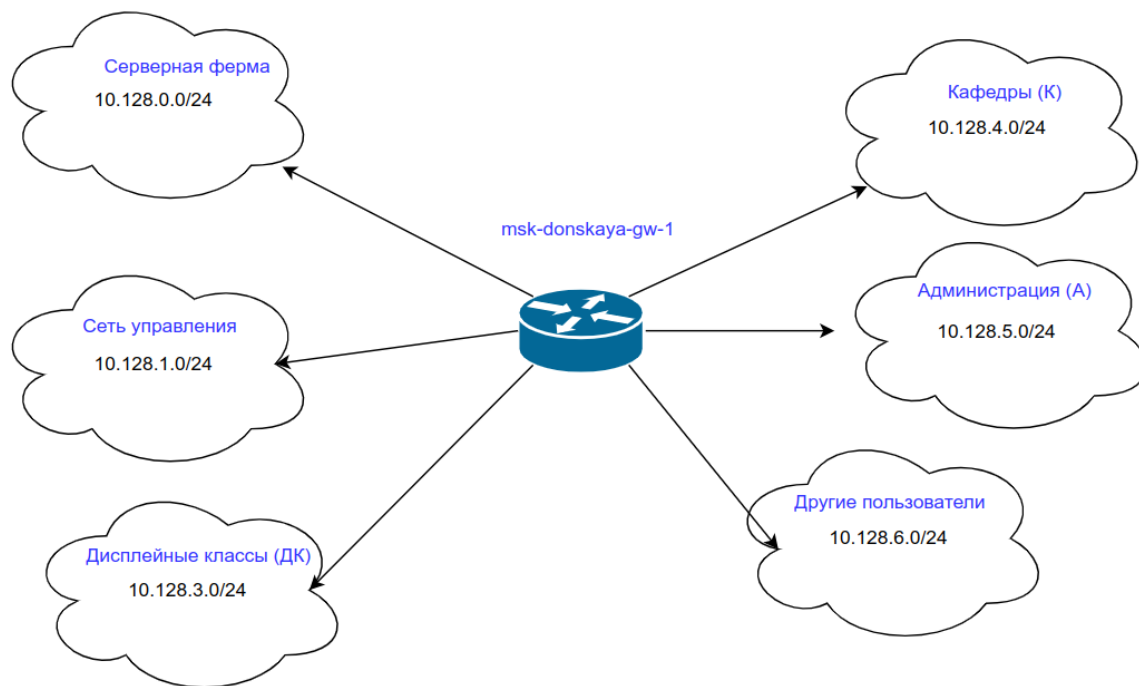 Серверная ферма
10.128.0.0/24
Кафедры (К)
10.128.4.0/24
msk-donskaya-gw-1
Сеть управления
10.128.1.0/24
Администрация (А)
10.128.5.0/24
Дисплейные классы (ДК)
10.128.3.0/24
Другие пользователи
10.128.6.0/24